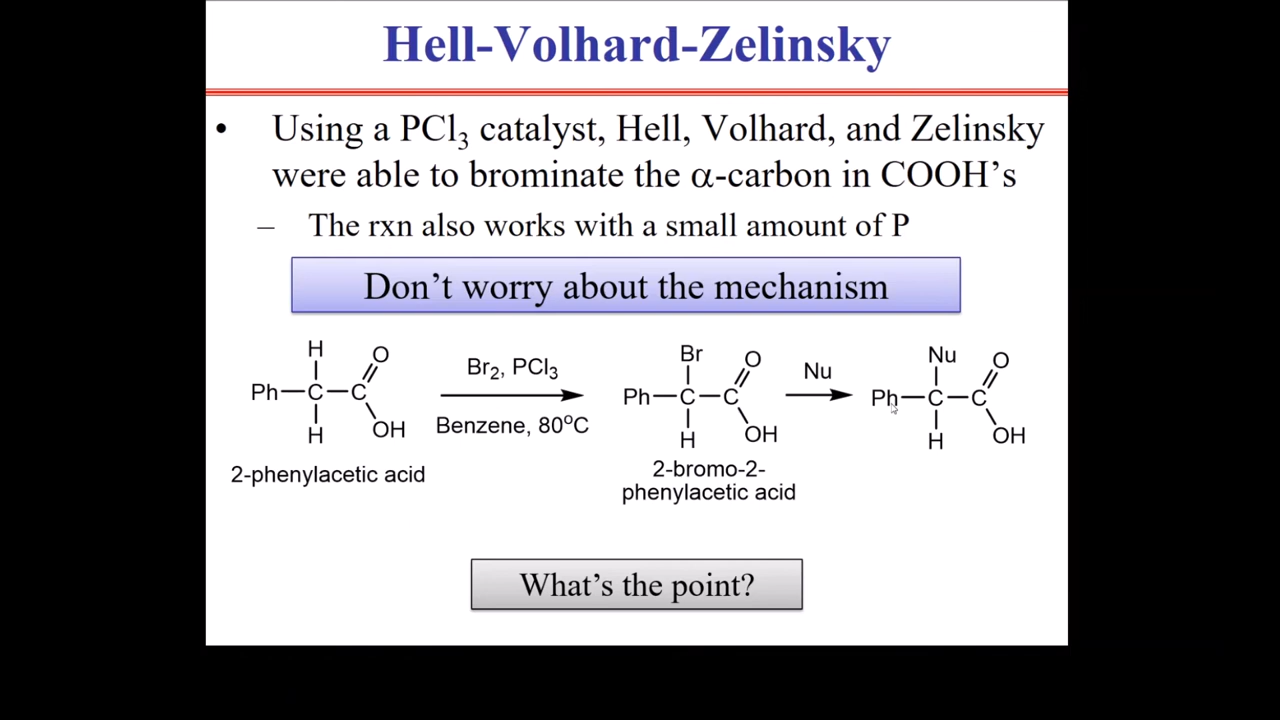 Hell-Volhard-Zelinsky
• Using a PCl₃ catalyst, Hell, Volhard, and Zelinsky
were able to brominate the α-carbon in COOH's
– The rxn also works with a small amount of P
Don't worry about the mechanism
H
O
Ph C C
H
OH
2-phenylacetic acid
Br₂, PCl₃
Benzene, 80°C
Br
O
Ph C C
H
OH
2-bromo-2-
phenylacetic acid
Nu
Nu
O
Ph C C
H
OH
What's the point?